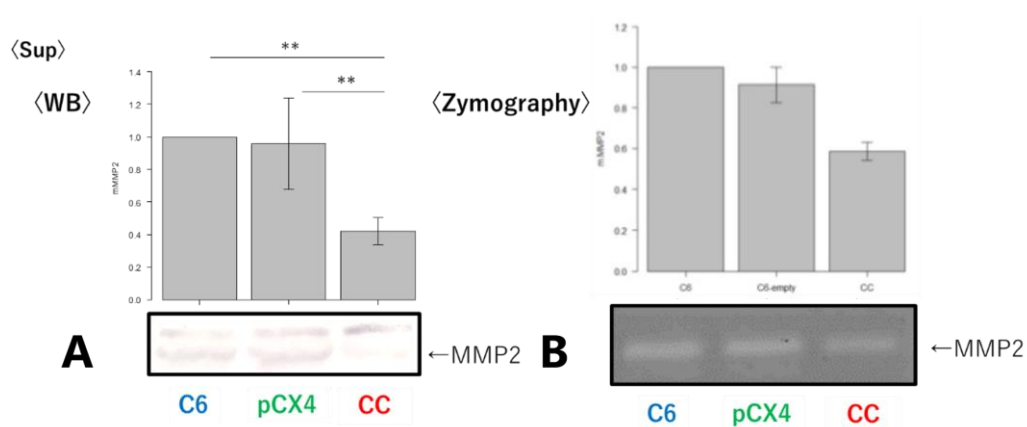 〈Sup〉
〈WB〉
**
**
1.4
1.2
1.0
0.8
0.6
0.4
0.2
0.0
mMMP2
A
←MMP2
C6 pCX4 CC
〈Zymography〉
1.2
1.0
0.8
0.6
0.4
0.2
0.0
m.MMP2
C6 C6-empty CC
B
←MMP2
C6 pCX4 CC